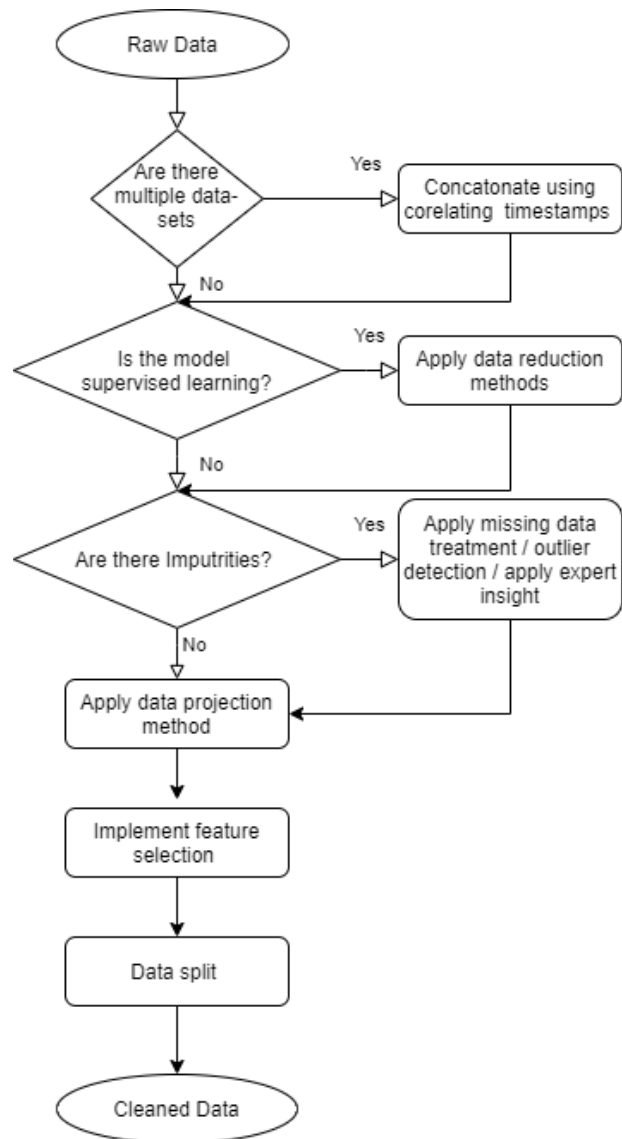 Raw Data
Are there
multiple data-
sets
Yes
Concatonate using
corelating timestamps
No
Is the model
supervised learning?
Yes
Apply data reduction
methods
No
Are there Imputrities?
Yes
Apply missing data
treatment / outlier
detection / apply expert
insight
No
Apply data projection
method
Implement feature
selection
Data split
Cleaned Data